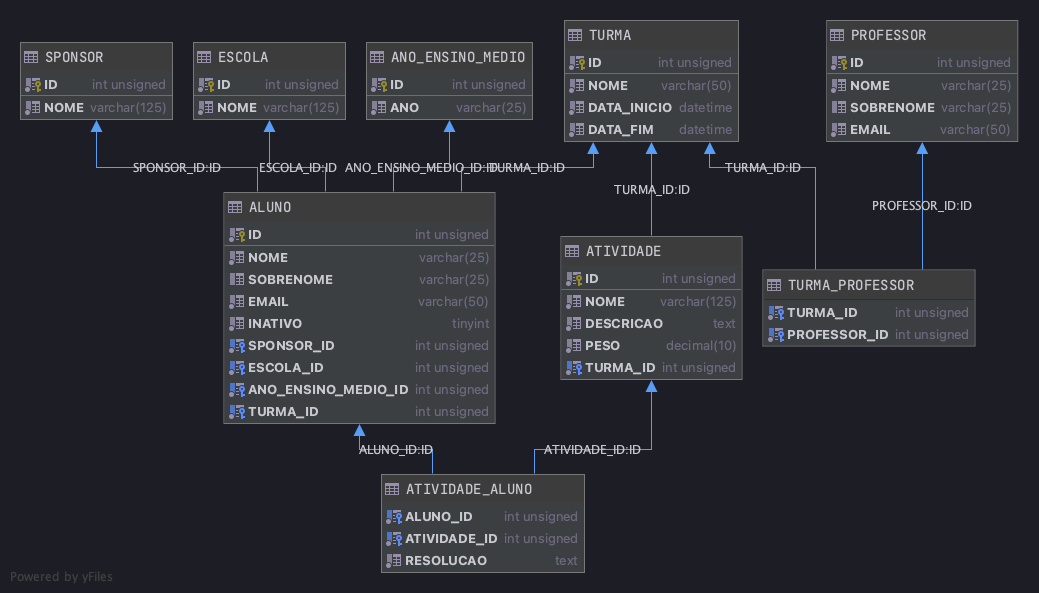 SPONSOR
ID int unsigned
NOME varchar(125)
ESCOLA
ID int unsigned
NOME varchar(125)
ANO_ENSINO_MEDIO
ID int unsigned
ANO varchar(25)
TURMA
ID int unsigned
NOME varchar(50)
DATA_INICIO datetime
DATA_FIM datetime
PROFESSOR
ID int unsigned
NOME varchar(25)
SOBRENOME varchar(25)
EMAIL varchar(50)
SPONSOR_ID:ID
ESCOLA_ID:ID
ANO_ENSINO_MEDIO_ID:ID
TURMA_ID:ID
TURMA_ID:ID
TURMA_ID:ID
PROFESSOR_ID:ID
ALUNO
ID int unsigned
NOME varchar(25)
SOBRENOME varchar(25)
EMAIL varchar(50)
INATIVO tinyint
SPONSOR_ID int unsigned
ESCOLA_ID int unsigned
ANO_ENSINO_MEDIO_ID int unsigned
TURMA_ID int unsigned
ATIVIDADE
ID int unsigned
NOME varchar(125)
DESCRICAO text
PESO decimal(10)
TURMA_ID int unsigned
TURMA_PROFESSOR
TURMA_ID int unsigned
PROFESSOR_ID int unsigned
ALUNO_ID:ID
ATIVIDADE_ID:ID
ATIVIDADE_ALUNO
ALUNO_ID int unsigned
ATIVIDADE_ID int unsigned
RESOLUCAO text
Powered by yFiles